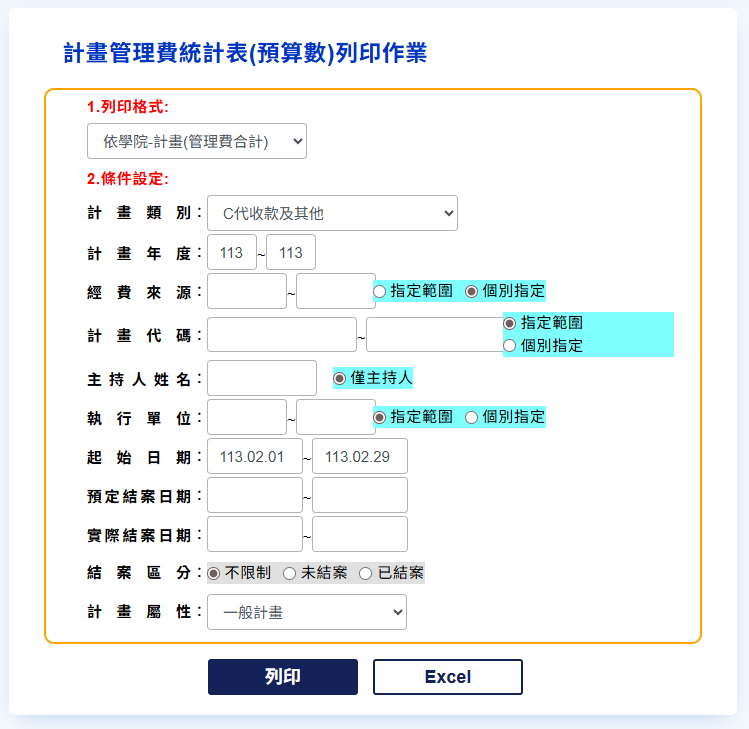 計畫管理費統計表(預算數)列印作業
1.列印格式:
依學院-計畫(管理費合計)
2.條件設定:
計畫類別：C代收款及其他
計畫年度：113~113
經費來源：~ 指定範圍 個別指定
計畫代碼：~ 指定範圍
個別指定
主持人姓名： 僅主持人
執行單位：~ 指定範圍 個別指定
起始日期：113.02.01~113.02.29
預定結案日期：~
實際結案日期：~
結案區分：不限制 未結案 已結案
計畫屬性：一般計畫
列印 Excel